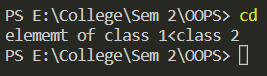 PS E:\College\Sem 2\OOPS> cd
elememt of class 1<class 2
PS E:\College\Sem 2\OOPS>